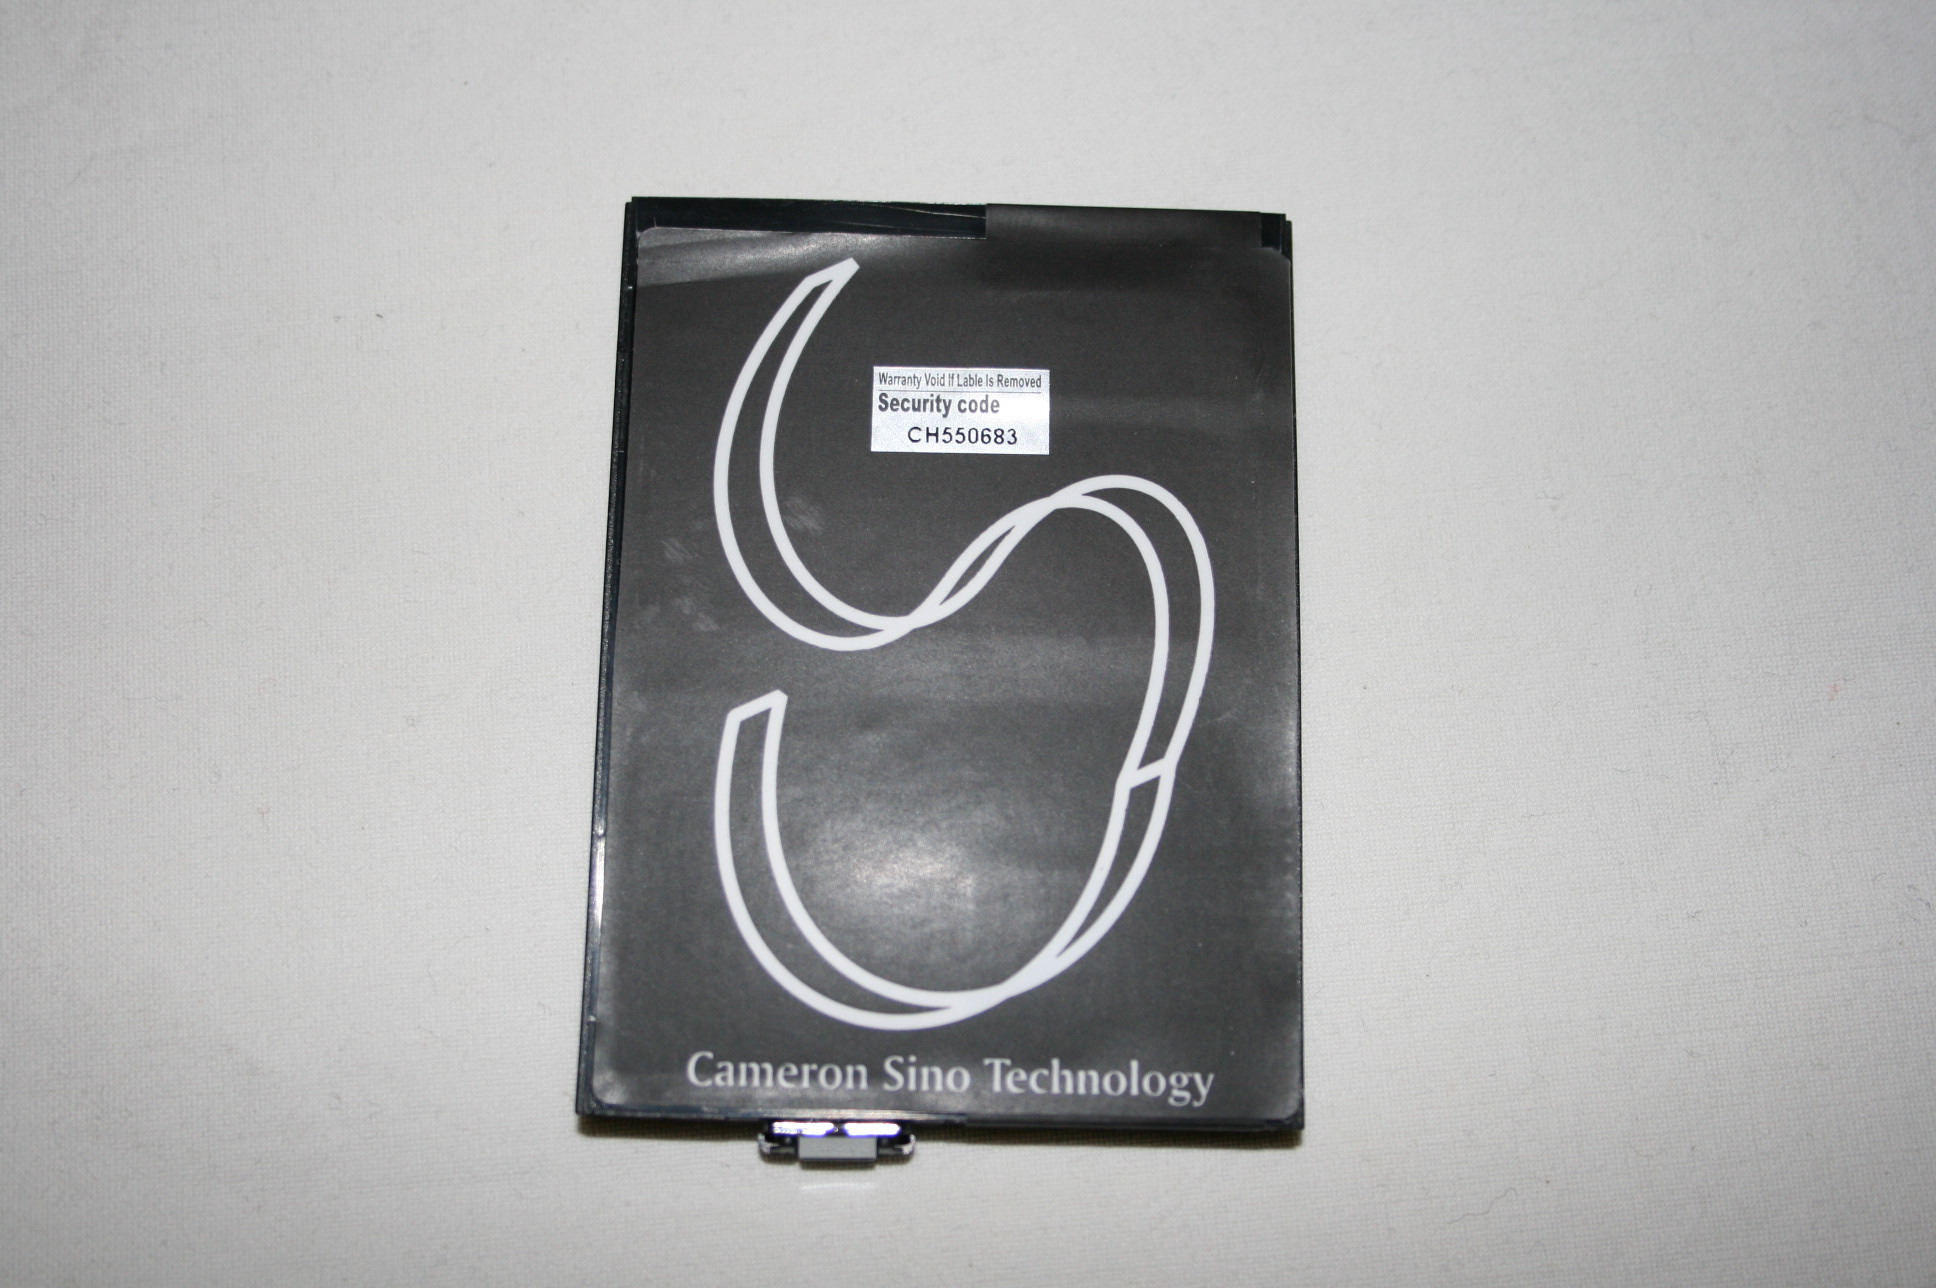 Warranty Void If Lable Is Removed
Security code
CH550683
Cameron Sino Technology